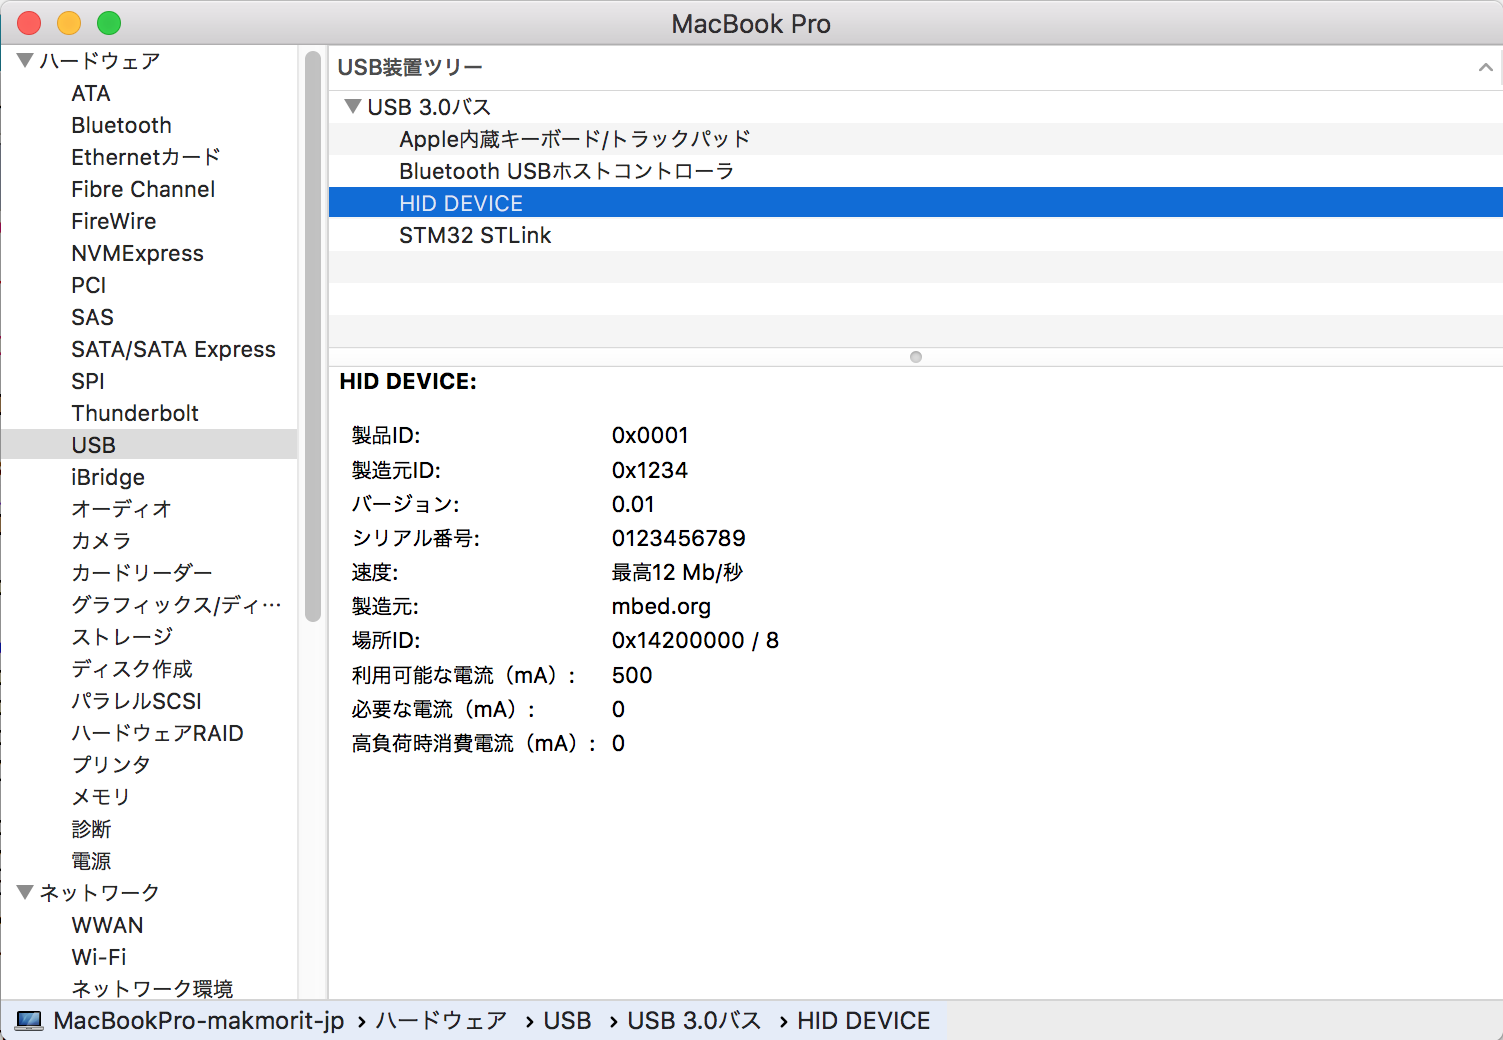 MacBook Pro
ハードウェア
ATA
Bluetooth
Ethernetカード
Fibre Channel
FireWire
NVMExpress
PCI
SAS
SATA/SATA Express
SPI
Thunderbolt
USB
iBridge
オーディオ
カメラ
カードリーダー
グラフィックス/ディ…
ストレージ
ディスク作成
パラレルSCSI
ハードウェアRAID
プリンタ
メモリ
診断
電源
ネットワーク
WWAN
Wi-Fi
ネットワーク環境
USB装置ツリー
USB 3.0バス
Apple内蔵キーボード/トラックパッド
Bluetooth USBホストコントローラ
HID DEVICE
STM32 STLink
HID DEVICE:
製品ID: 0x0001
製造元ID: 0x1234
バージョン: 0.01
シリアル番号: 0123456789
速度: 最高12 Mb/秒
製造元: mbed.org
場所ID: 0x14200000 / 8
利用可能な電流（mA）: 500
必要な電流（mA）: 0
高負荷時消費電流（mA）: 0
MacBookPro-makmorit-jp › ハードウェア › USB › USB 3.0バス › HID DEVICE